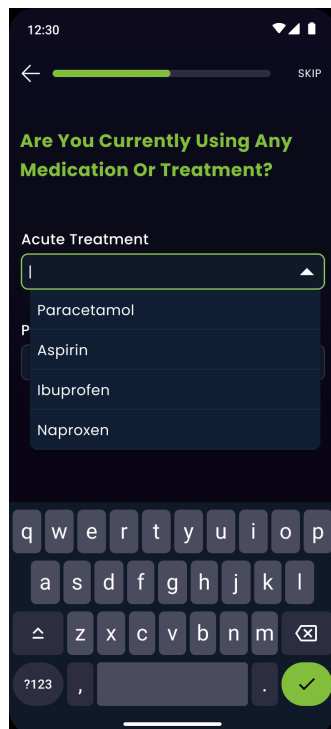 12:30
SKIP
Are You Currently Using Any
Medication Or Treatment?
Acute Treatment
Paracetamol
P
Aspirin
Ibuprofen
Naproxen
q w e r t y u i o p
a s d f g h j k l
z x c v b n m
?123 , .